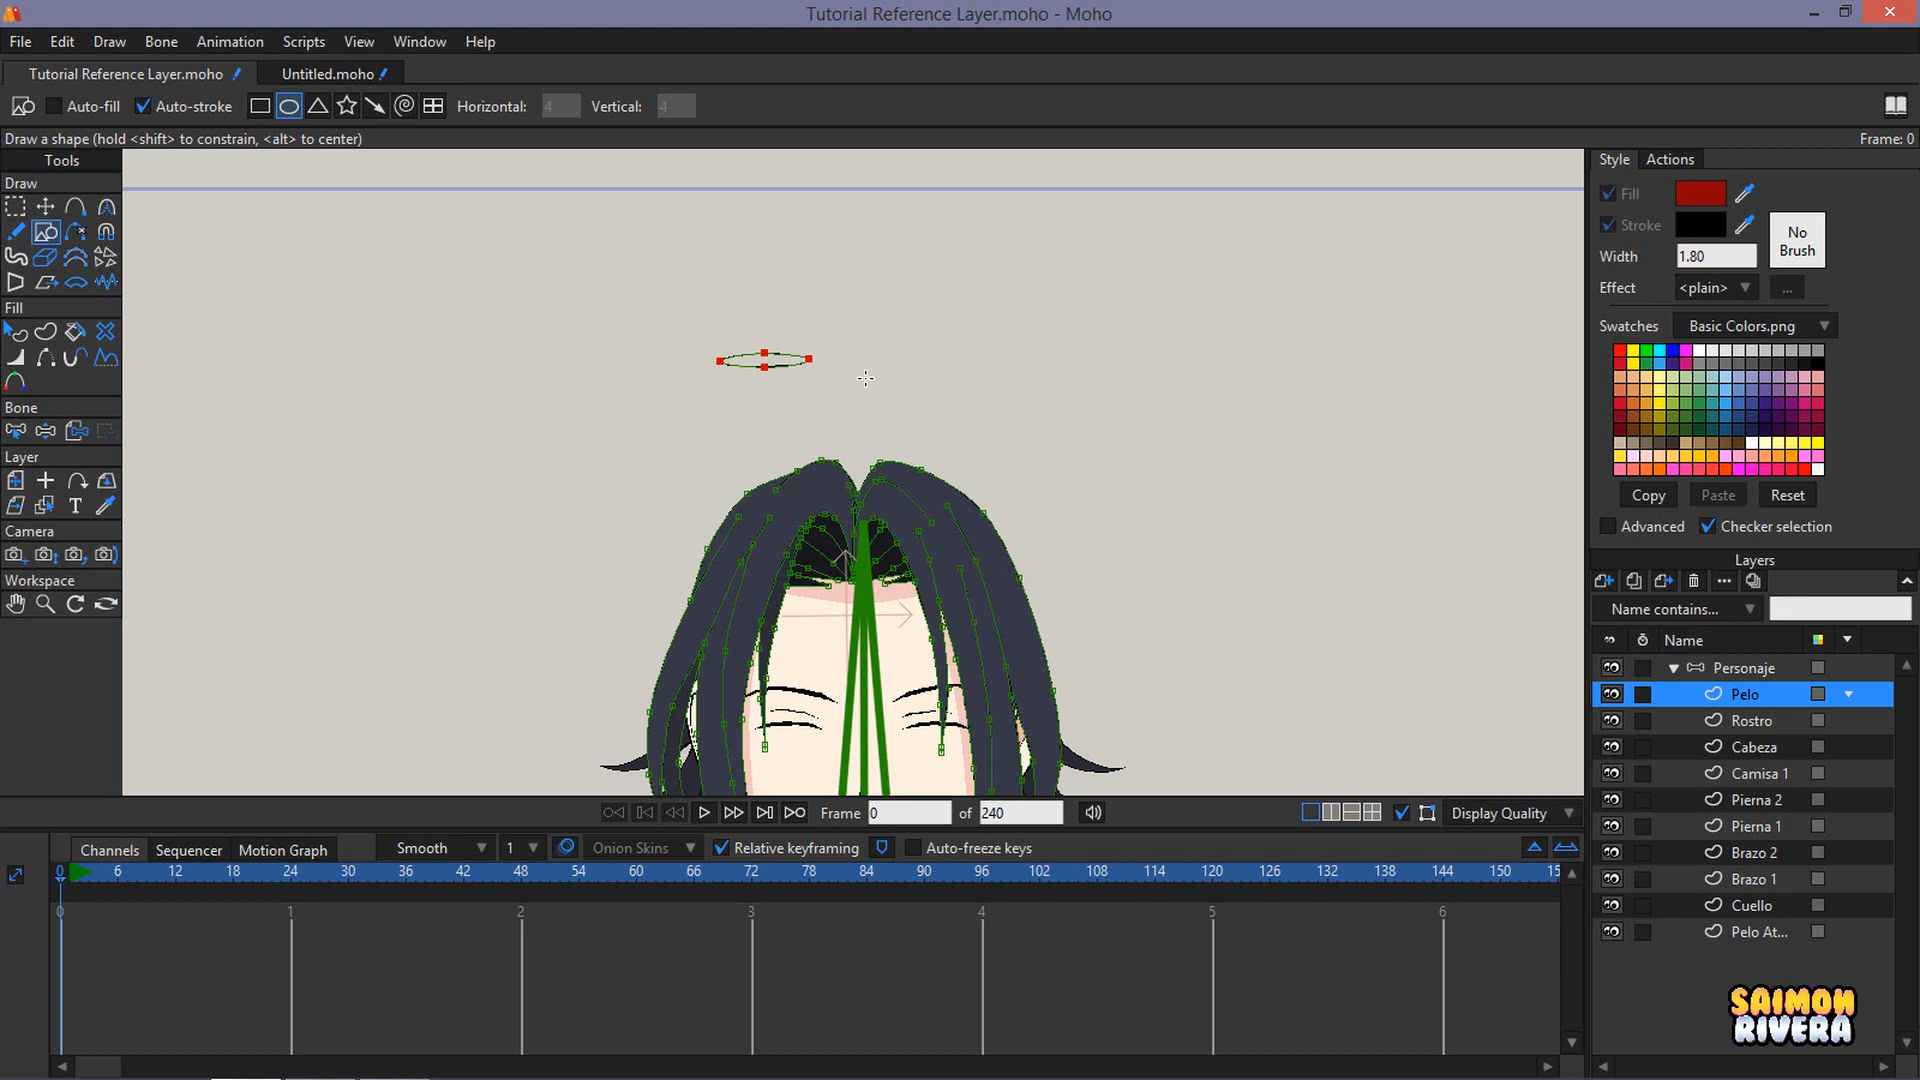 Tutorial Reference Layer.moho - Moho
File Edit Draw Bone Animation Scripts View Window Help
Tutorial Reference Layer.moho Untitled.moho
Auto-fill Auto-stroke Horizontal: 4 Vertical: 4
Draw a shape (hold <shift> to constrain, <alt> to center) Frame: 0
Tools
Draw
Fill
Bone
Layer
Camera
Workspace
Style Actions
Fill
Stroke
No Brush
Width 1.80
Effect <plain> ...
Swatches Basic Colors.png
Copy Paste Reset
Advanced Checker selection
Layers
Name contains...
Name
Personaje
Pelo
Rostro
Cabeza
Camisa 1
Pierna 2
Pierna 1
Brazo 2
Brazo 1
Cuello
Pelo At...
Frame 0 of 240 Display Quality
Channels Sequencer Motion Graph Smooth 1 Onion Skins Relative keyframing Auto-freeze keys
0 6 12 18 24 30 36 42 48 54 60 66 72 78 84 90 96 102 108 114 120 126 132 138 144 150 15
0 1 2 3 4 5 6
SAIMON
RIVERA